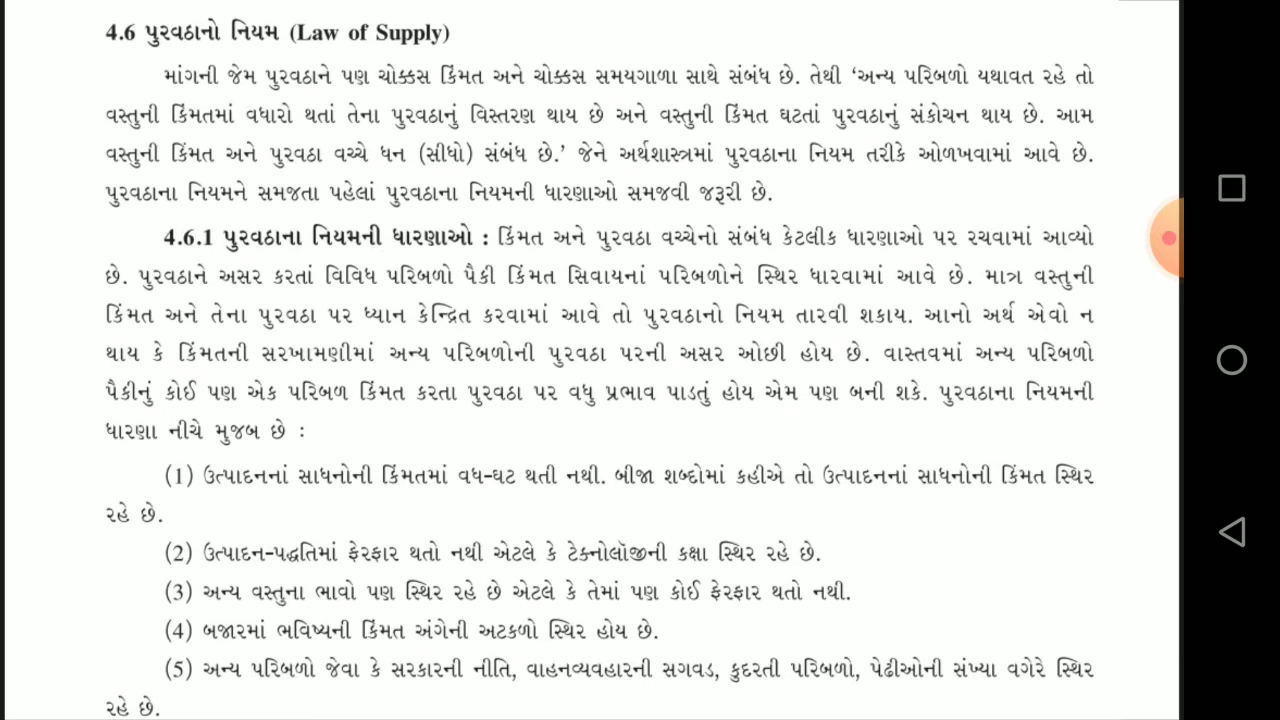 4.6 પુરવઠાનો નિયમ (Law of Supply)
માંગની જેમ પુરવઠાને પણ ચોક્કસ કિંમત અને ચોક્કસ સમયગાળા સાથે સંબંધ છે. તેથી ‘અન્ય પરિબળો યથાવત રહે તો
વસ્તુની કિંમતમાં વધારો થતાં તેના પુરવઠાનું વિસ્તરણ થાય છે અને વસ્તુની કિંમત ઘટતાં પુરવઠાનું સંકોચન થાય છે. આમ
વસ્તુની કિંમત અને પુરવઠા વચ્ચે ધન (સીધો) સંબંધ છે.’ જેને અર્થશાસ્ત્રમાં પુરવઠાના નિયમ તરીકે ઓળખવામાં આવે છે.
પુરવઠાના નિયમને સમજતા પહેલાં પુરવઠાના નિયમની ધારણાઓ સમજવી જરૂરી છે.
4.6.1 પુરવઠાના નિયમની ધારણાઓ : કિંમત અને પુરવઠા વચ્ચેનો સંબંધ કેટલીક ધારણાઓ પર રચવામાં આવ્યો
છે. પુરવઠાને અસર કરતાં વિવિધ પરિબળો પૈકી કિંમત સિવાયનાં પરિબળોને સ્થિર ધારવામાં આવે છે. માત્ર વસ્તુની
કિંમત અને તેના પુરવઠા પર ધ્યાન કેન્દ્રિત કરવામાં આવે તો પુરવઠાનો નિયમ તારવી શકાય. આનો અર્થ એવો ન
થાય કે કિંમતની સરખામણીમાં અન્ય પરિબળોની પુરવઠા પરની અસર ઓછી હોય છે. વાસ્તવમાં અન્ય પરિબળો
પૈકીનું કોઈ પણ એક પરિબળ કિંમત કરતા પુરવઠા પર વધુ પ્રભાવ પાડતું હોય એમ પણ બની શકે. પુરવઠાના નિયમની
ધારણા નીચે મુજબ છે :
(1) ઉત્પાદનનાં સાધનોની કિંમતમાં વધ-ઘટ થતી નથી. બીજા શબ્દોમાં કહીએ તો ઉત્પાદનનાં સાધનોની કિંમત સ્થિર
રહે છે.
(2) ઉત્પાદન-પદ્ધતિમાં ફેરફાર થતો નથી એટલે કે ટેક્નોલૉજીની કક્ષા સ્થિર રહે છે.
(3) અન્ય વસ્તુના ભાવો પણ સ્થિર રહે છે એટલે કે તેમાં પણ કોઈ ફેરફાર થતો નથી.
(4) બજારમાં ભવિષ્યની કિંમત અંગેની અટકળો સ્થિર હોય છે.
(5) અન્ય પરિબળો જેવા કે સરકારની નીતિ, વાહનવ્યવહારની સગવડ, કુદરતી પરિબળો, પેઢીઓની સંખ્યા વગેરે સ્થિર
રહે છે.